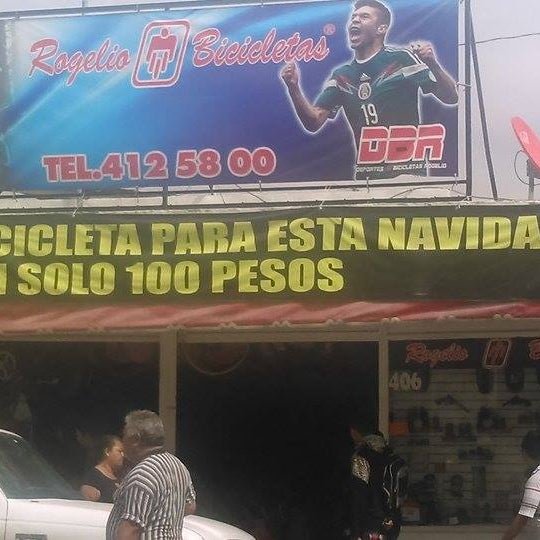 Rogelio Bicicletas®
19
DBR
DEPORTES BICICLETAS ROGELIO
TEL. 412 58 00
CICLETA PARA ESTA NAVIDA
SOLO 100 PESOS
Rogelio B
406